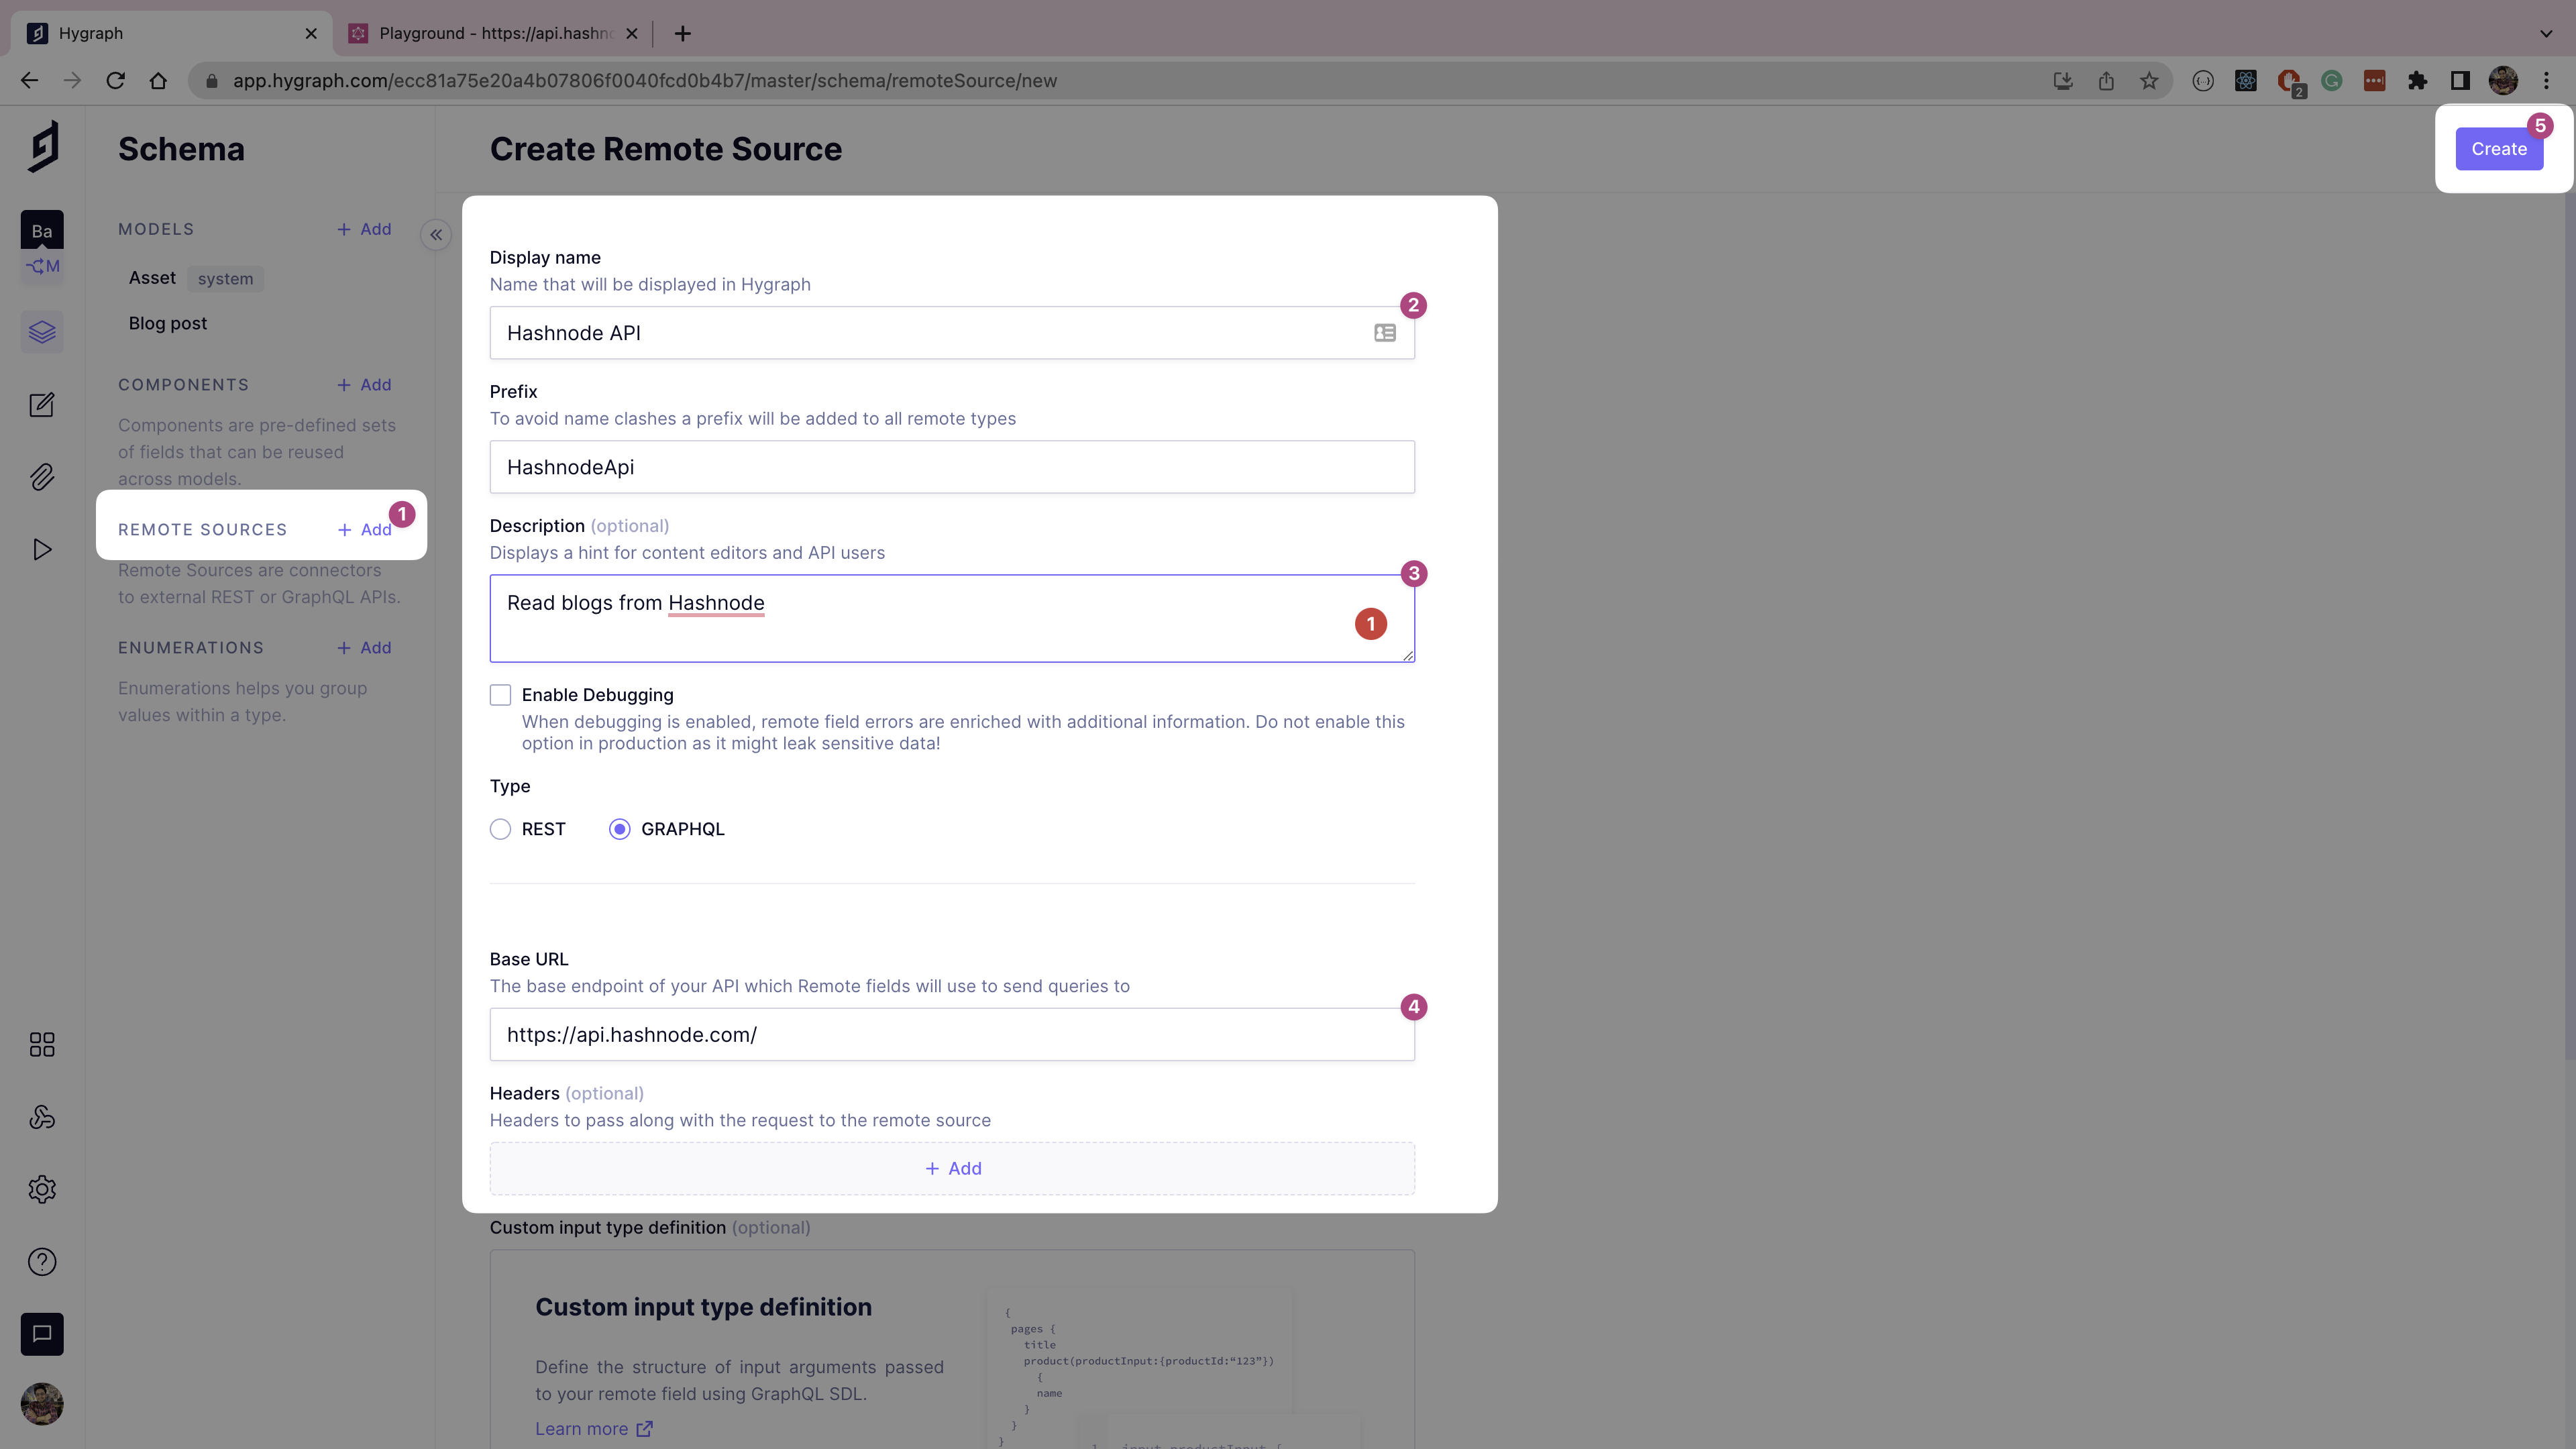 Hygraph
Playground - https://api.hashno
app.hygraph.com/ecc81a75e20a4b07806f0040fcd0b4b7/master/schema/remoteSource/new
2
Schema
Create Remote Source
Create
5
Ba
M
MODELS
+ Add
Asset
system
Blog post
COMPONENTS
+ Add
Components are pre-defined sets
of fields that can be reused
across models.
REMOTE SOURCES
+ Add
1
Remote Sources are connectors
to external REST or GraphQL APIs.
ENUMERATIONS
+ Add
Enumerations helps you group
values within a type.
Display name
Name that will be displayed in Hygraph
2
Hashnode API
Prefix
To avoid name clashes a prefix will be added to all remote types
HashnodeApi
Description (optional)
Displays a hint for content editors and API users
3
Read blogs from Hashnode
1
Enable Debugging
When debugging is enabled, remote field errors are enriched with additional information. Do not enable this
option in production as it might leak sensitive data!
Type
REST
GRAPHQL
Base URL
The base endpoint of your API which Remote fields will use to send queries to
4
https://api.hashnode.com/
Headers (optional)
Headers to pass along with the request to the remote source
+ Add
Custom input type definition (optional)
Custom input type definition
Define the structure of input arguments passed
to your remote field using GraphQL SDL.
Learn more
{
pages {
title
product(productInput:{productId:“123”})
{
name
}
}
}
1 input productInput {